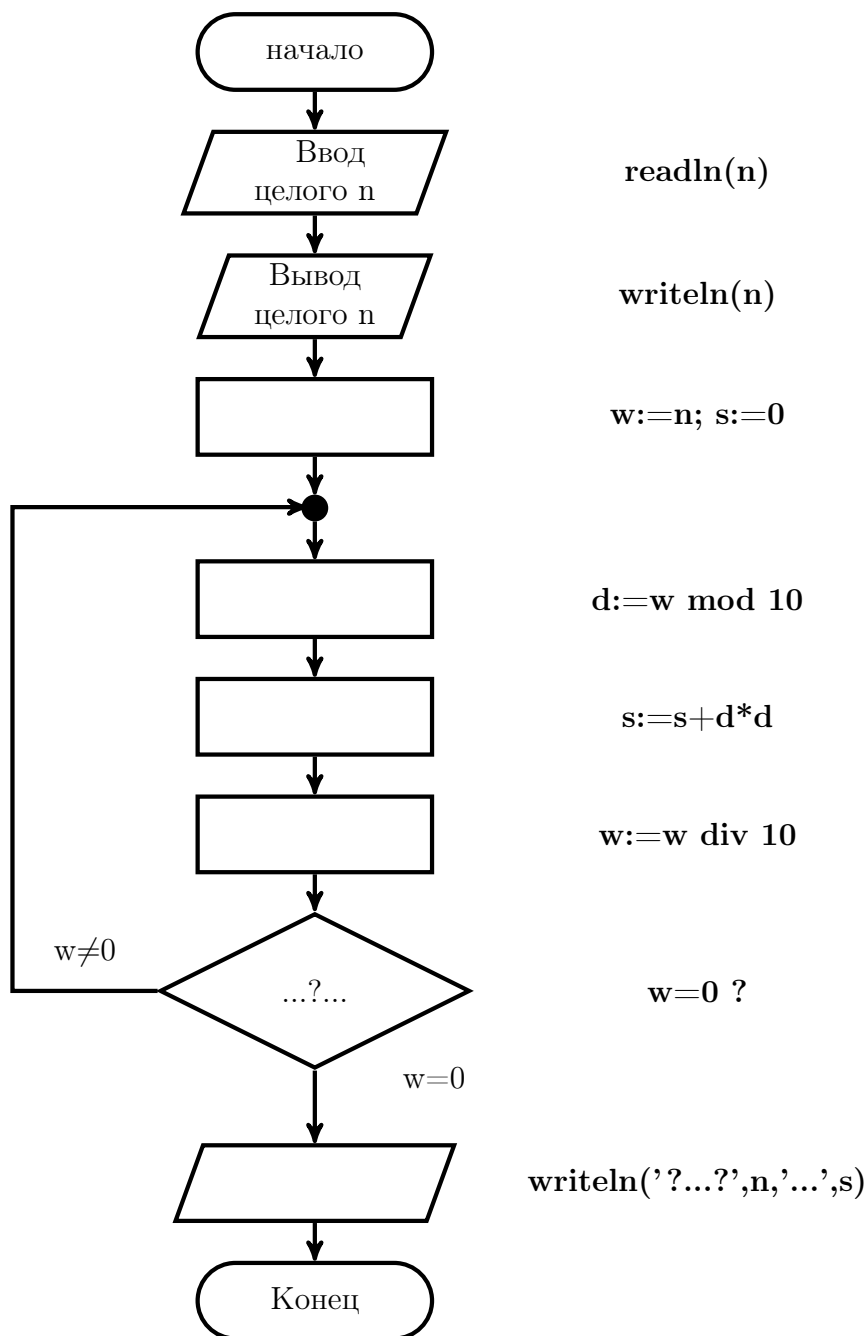 начало
Ввод
целого n
readln(n)
Вывод
целого n
writeln(n)
w:=n; s:=0
d:=w mod 10
s:=s+d*d
w:=w div 10
w≠0
...?...
w=0 ?
w=0
writeln('?...?',n,'...',s)
Конец